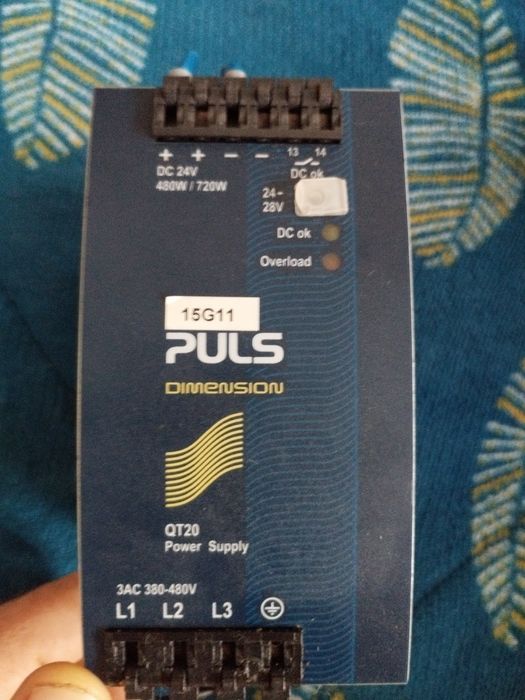 + + − − 13 14
DC 24V
DC ok
480W / 720W
24-
28V
DC ok
Overload
15G11
PULS
DIMENSION
QT20
Power Supply
3AC 380-480V
L1 L2 L3